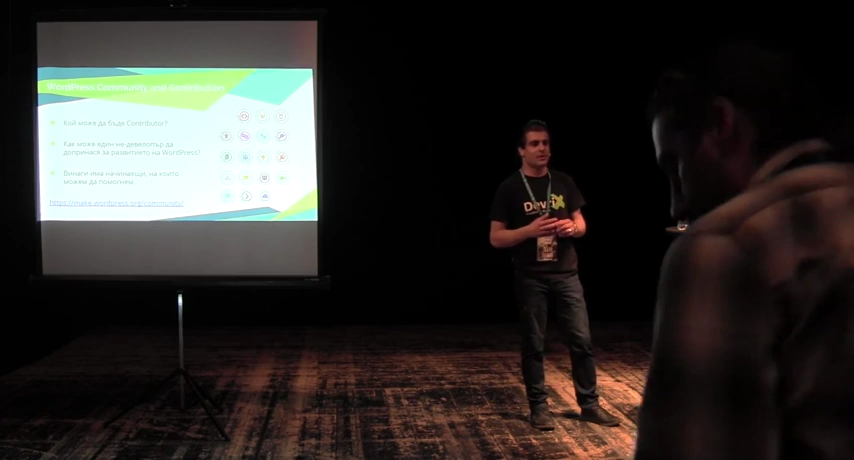 WordPress Community and Contribution
Кой може да бъде Contributor?
Как може един не-девелопър да
допринася за развитието на WordPress?
Винаги има начинаещи, на които
можем да помогнем
https://make.wordpress.org/community/
DevriX